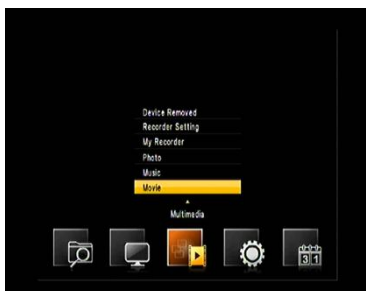 Device Removed
Recorder Setting
My Recorder
Photo
Music
Movie
Multimedia
31